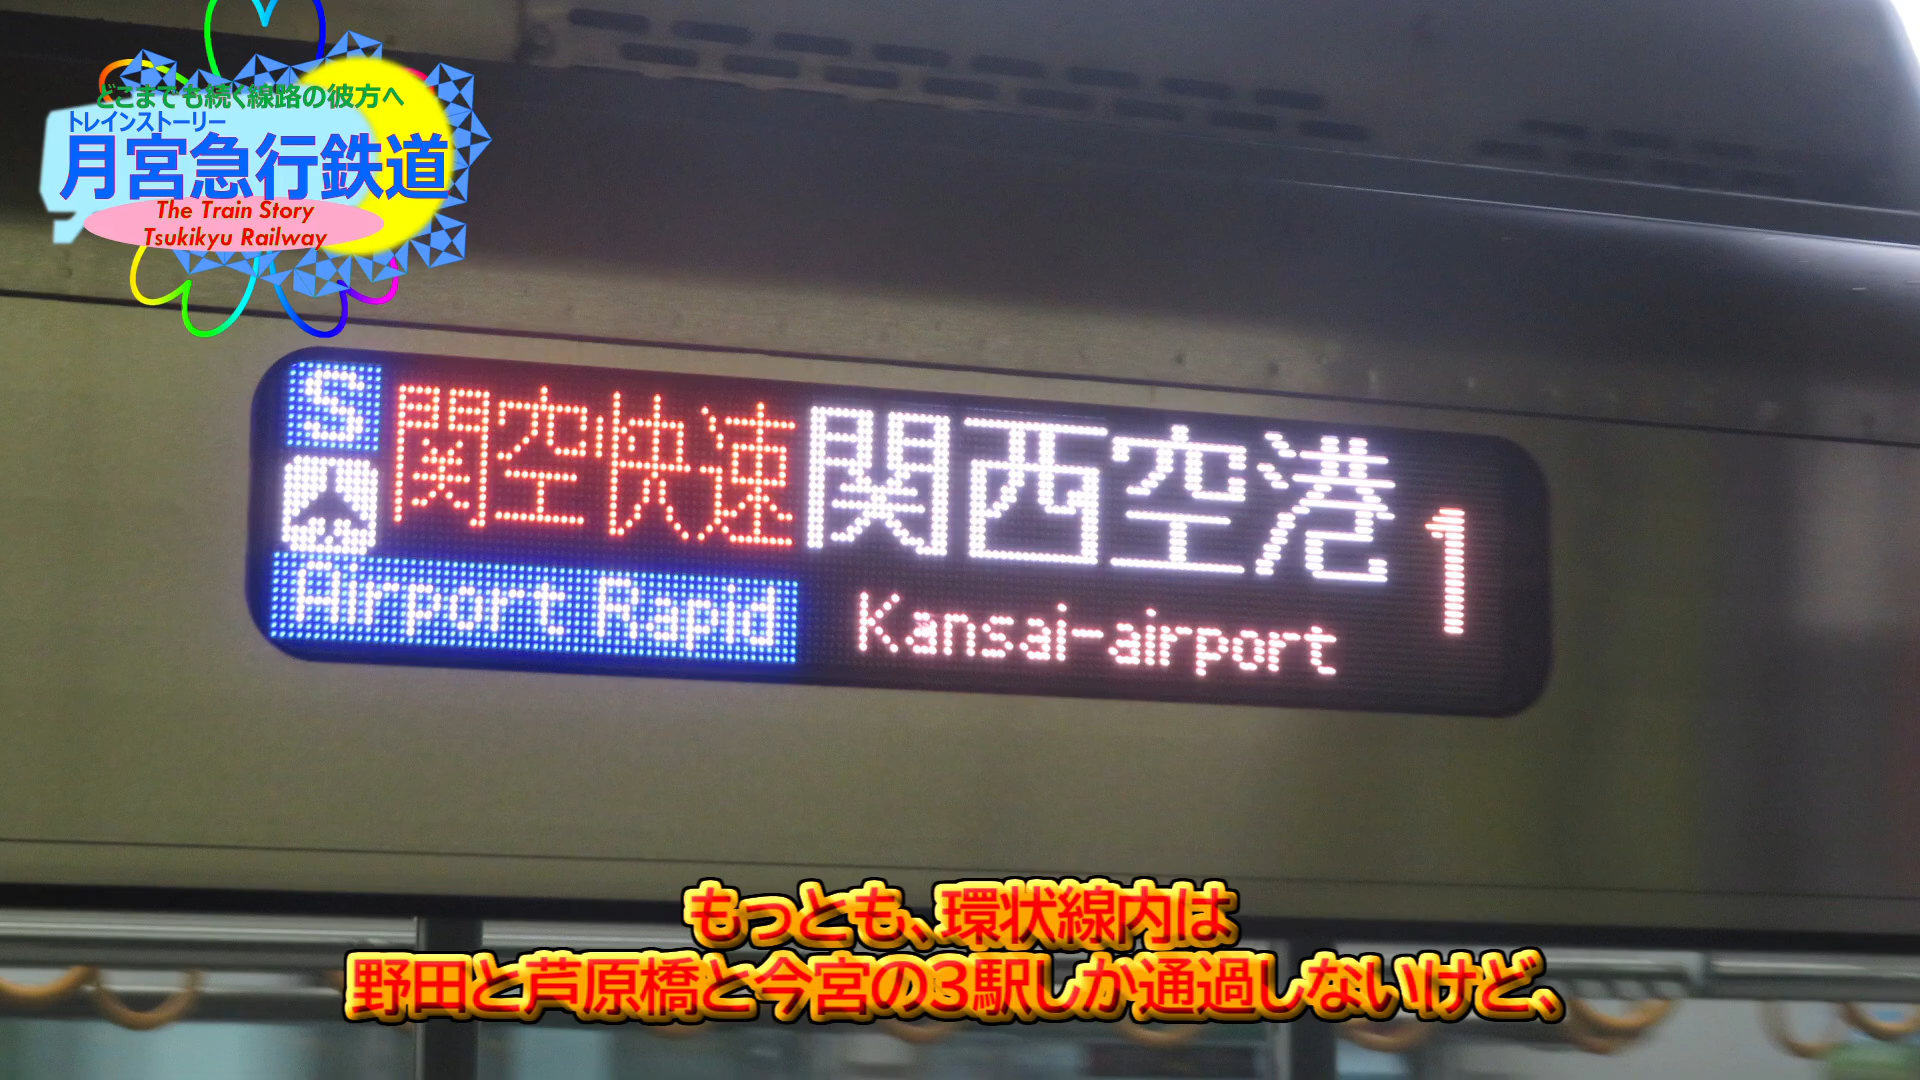 どこまでも続く線路の彼方へ
トレインストーリー
月宮急行鉄道
The Train Story
Tsukikyu Railway
S 関空快速 関西空港 1
Airport Rapid Kansai-airport
もっとも、環状線内は
野田と芦原橋と今宮の3駅しか通過しないけど、